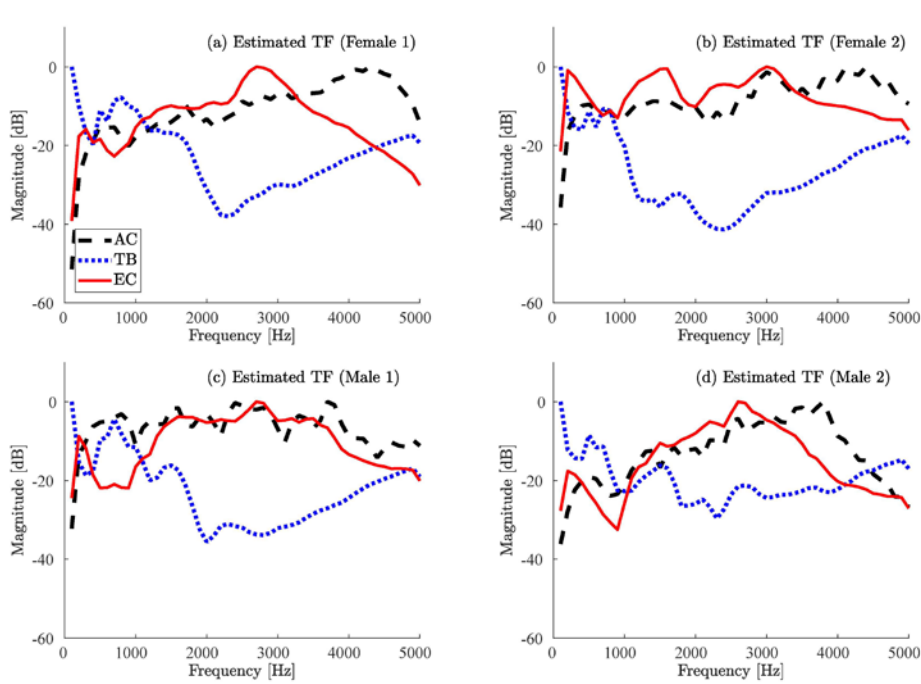 (a) Estimated TF (Female 1)
0
-20
-40
-60
Magnitude [dB]
AC
TB
EC
0 1000 2000 3000 4000 5000
Frequency [Hz]
(b) Estimated TF (Female 2)
0
-20
-40
-60
Magnitude [dB]
0 1000 2000 3000 4000 5000
Frequency [Hz]
(c) Estimated TF (Male 1)
0
-20
-40
-60
Magnitude [dB]
0 1000 2000 3000 4000 5000
Frequency [Hz]
(d) Estimated TF (Male 2)
0
-20
-40
-60
Magnitude [dB]
0 1000 2000 3000 4000 5000
Frequency [Hz]